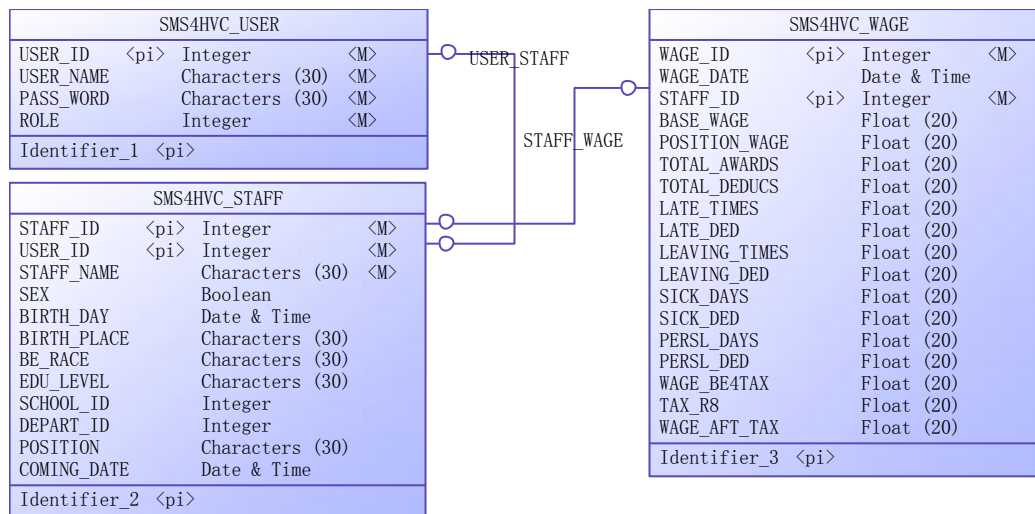 SMS4HVC_USER
USER_ID <pi> Integer <M>
USER_NAME Characters (30) <M>
PASS_WORD Characters (30) <M>
ROLE Integer <M>
Identifier_1 <pi>
SMS4HVC_STAFF
STAFF_ID <pi> Integer <M>
USER_ID <pi> Integer <M>
STAFF_NAME Characters (30) <M>
SEX Boolean
BIRTH_DAY Date & Time
BIRTH_PLACE Characters (30)
BE_RACE Characters (30)
EDU_LEVEL Characters (30)
SCHOOL_ID Integer
DEPART_ID Integer
POSITION Characters (30)
COMING_DATE Date & Time
Identifier_2 <pi>
USER_STAFF
STAFF_WAGE
SMS4HVC_WAGE
WAGE_ID <pi> Integer <M>
WAGE_DATE Date & Time
STAFF_ID <pi> Integer <M>
BASE_WAGE Float (20)
POSITION_WAGE Float (20)
TOTAL_AWARDS Float (20)
TOTAL_DEDUCS Float (20)
LATE_TIMES Float (20)
LATE_DED Float (20)
LEAVING_TIMES Float (20)
LEAVING_DED Float (20)
SICK_DAYS Float (20)
SICK_DED Float (20)
PERSL_DAYS Float (20)
PERSL_DED Float (20)
WAGE_BE4TAX Float (20)
TAX_R8 Float (20)
WAGE_AFT_TAX Float (20)
Identifier_3 <pi>